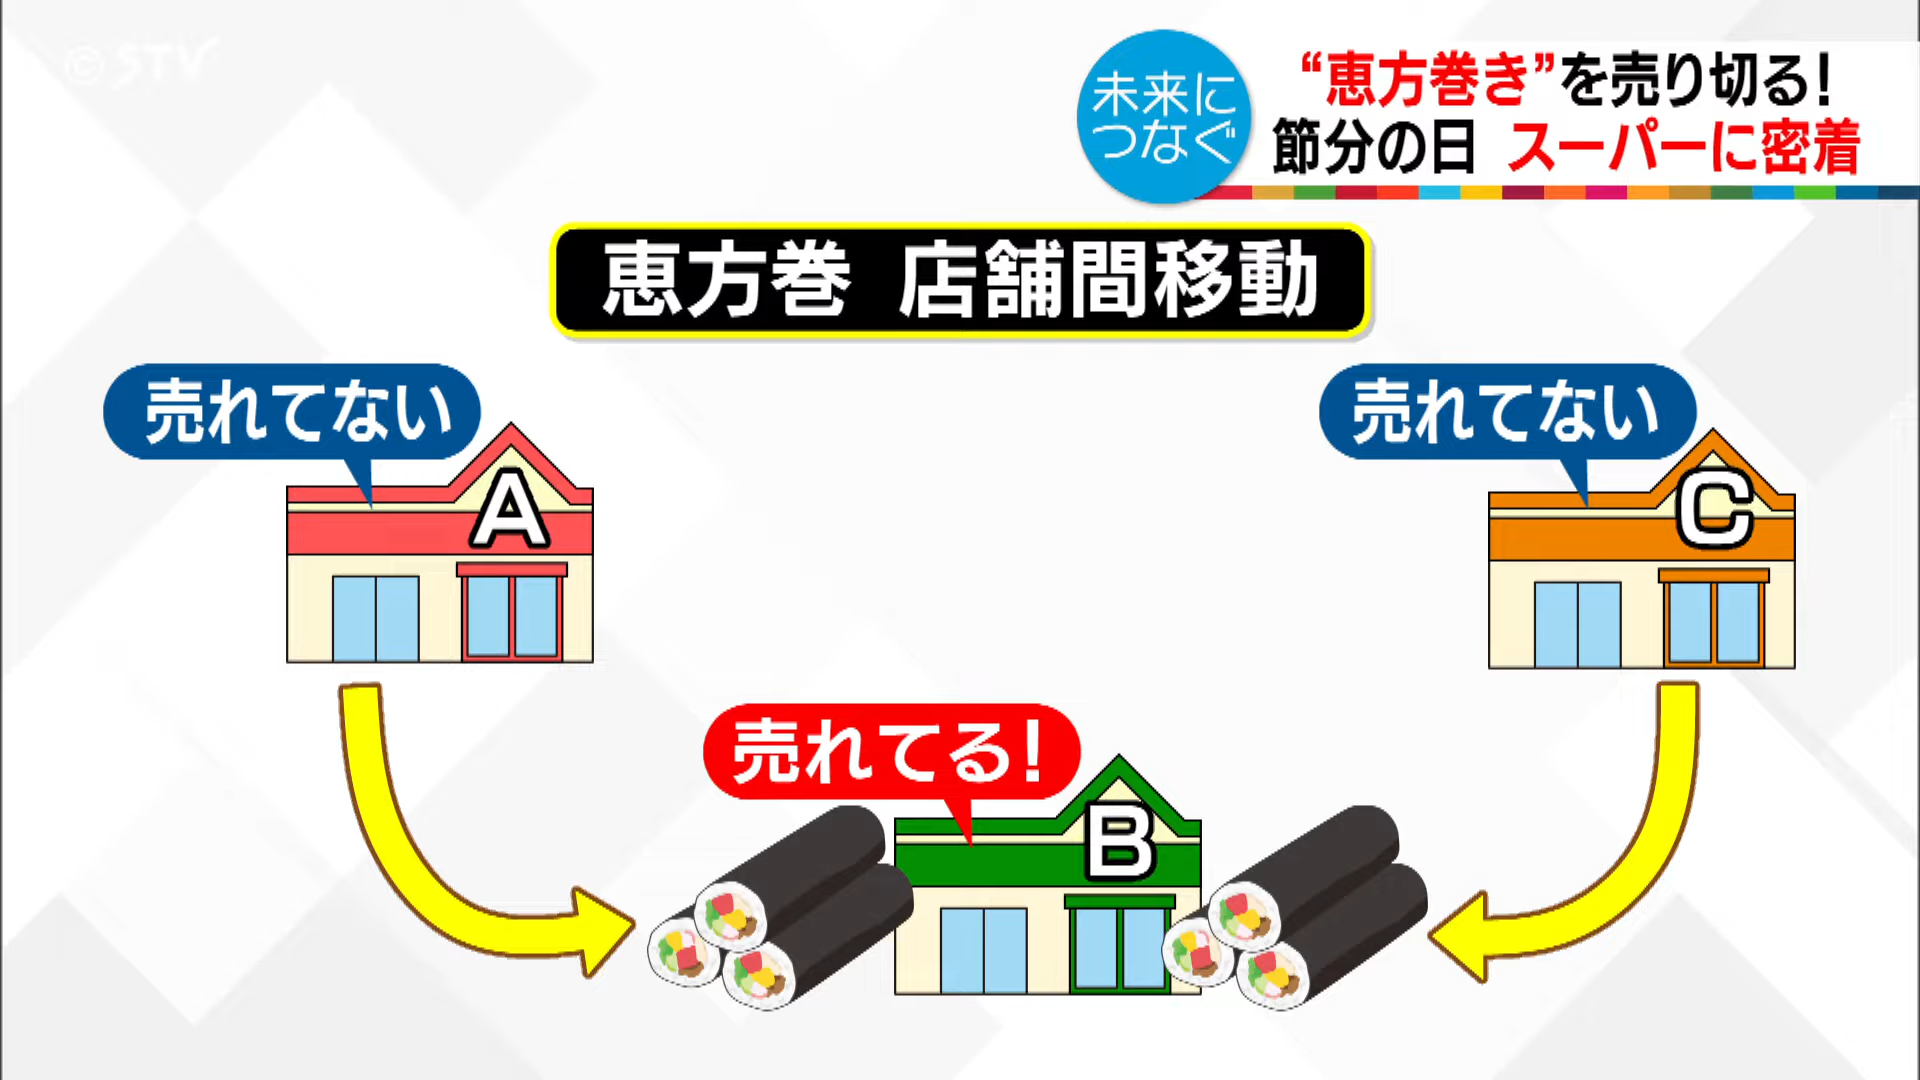 ©STV
未来に
つなぐ
“恵方巻き”を売り切る！
節分の日 スーパーに密着
恵方巻 店舗間移動
売れてない
A
売れてない
C
売れてる！
B